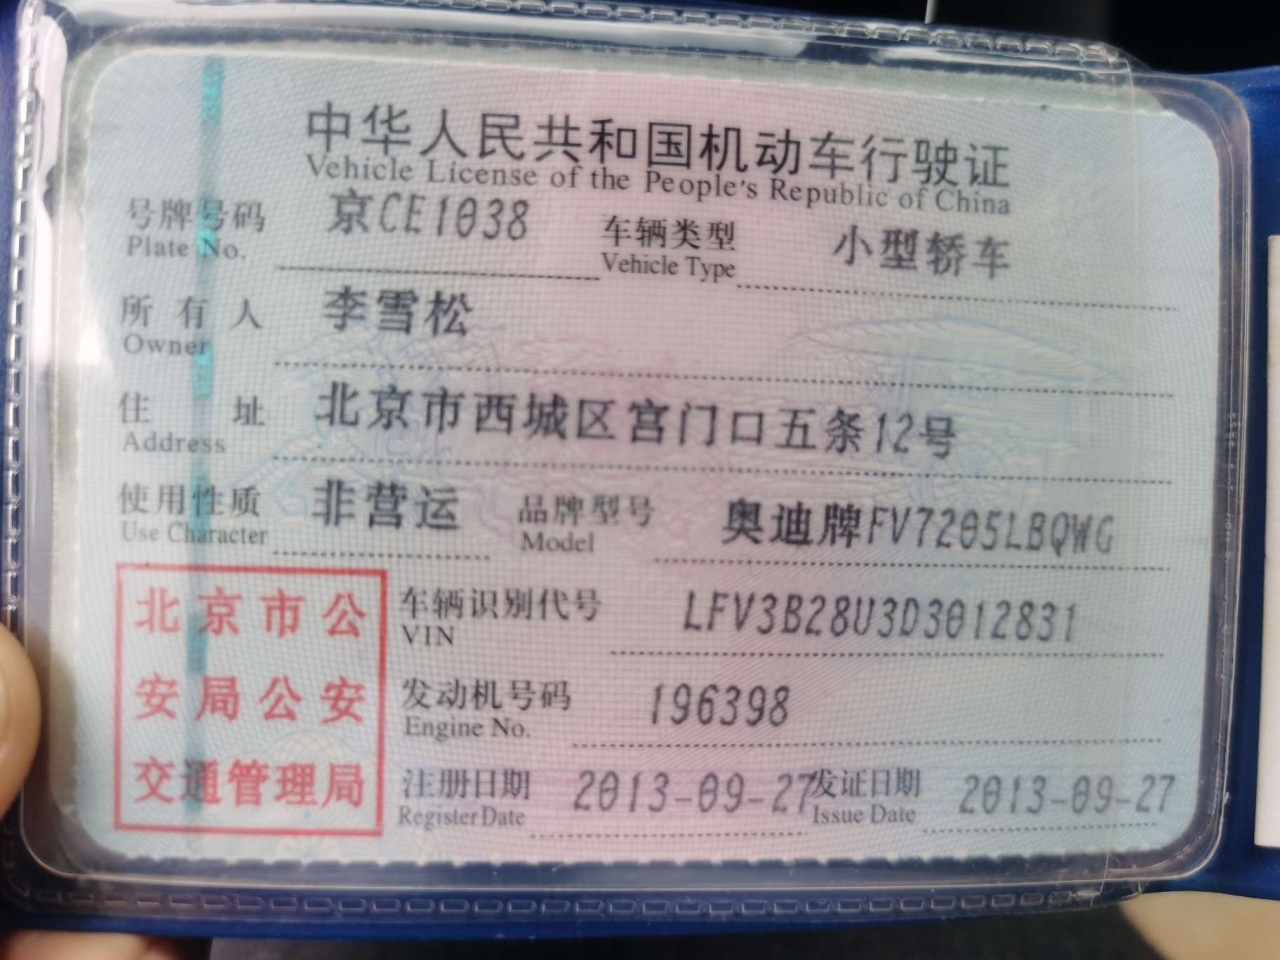 中华人民共和国机动车行驶证
Vehicle License of the People's Republic of China
号牌号码 京CE1038 车辆类型 小型轿车
Plate No. Vehicle Type
所有人 李雪松
Owner
住址 北京市西城区宫门口五条12号
Address
使用性质 非营运 品牌型号 奥迪牌FV7205LBQWG
Use Character Model
北京市公
安局公安
交通管理局
车辆识别代号 LFV3B28U3D3012831
VIN
发动机号码 196398
Engine No.
注册日期 2013-09-27 发证日期 2013-09-27
Register Date Issue Date